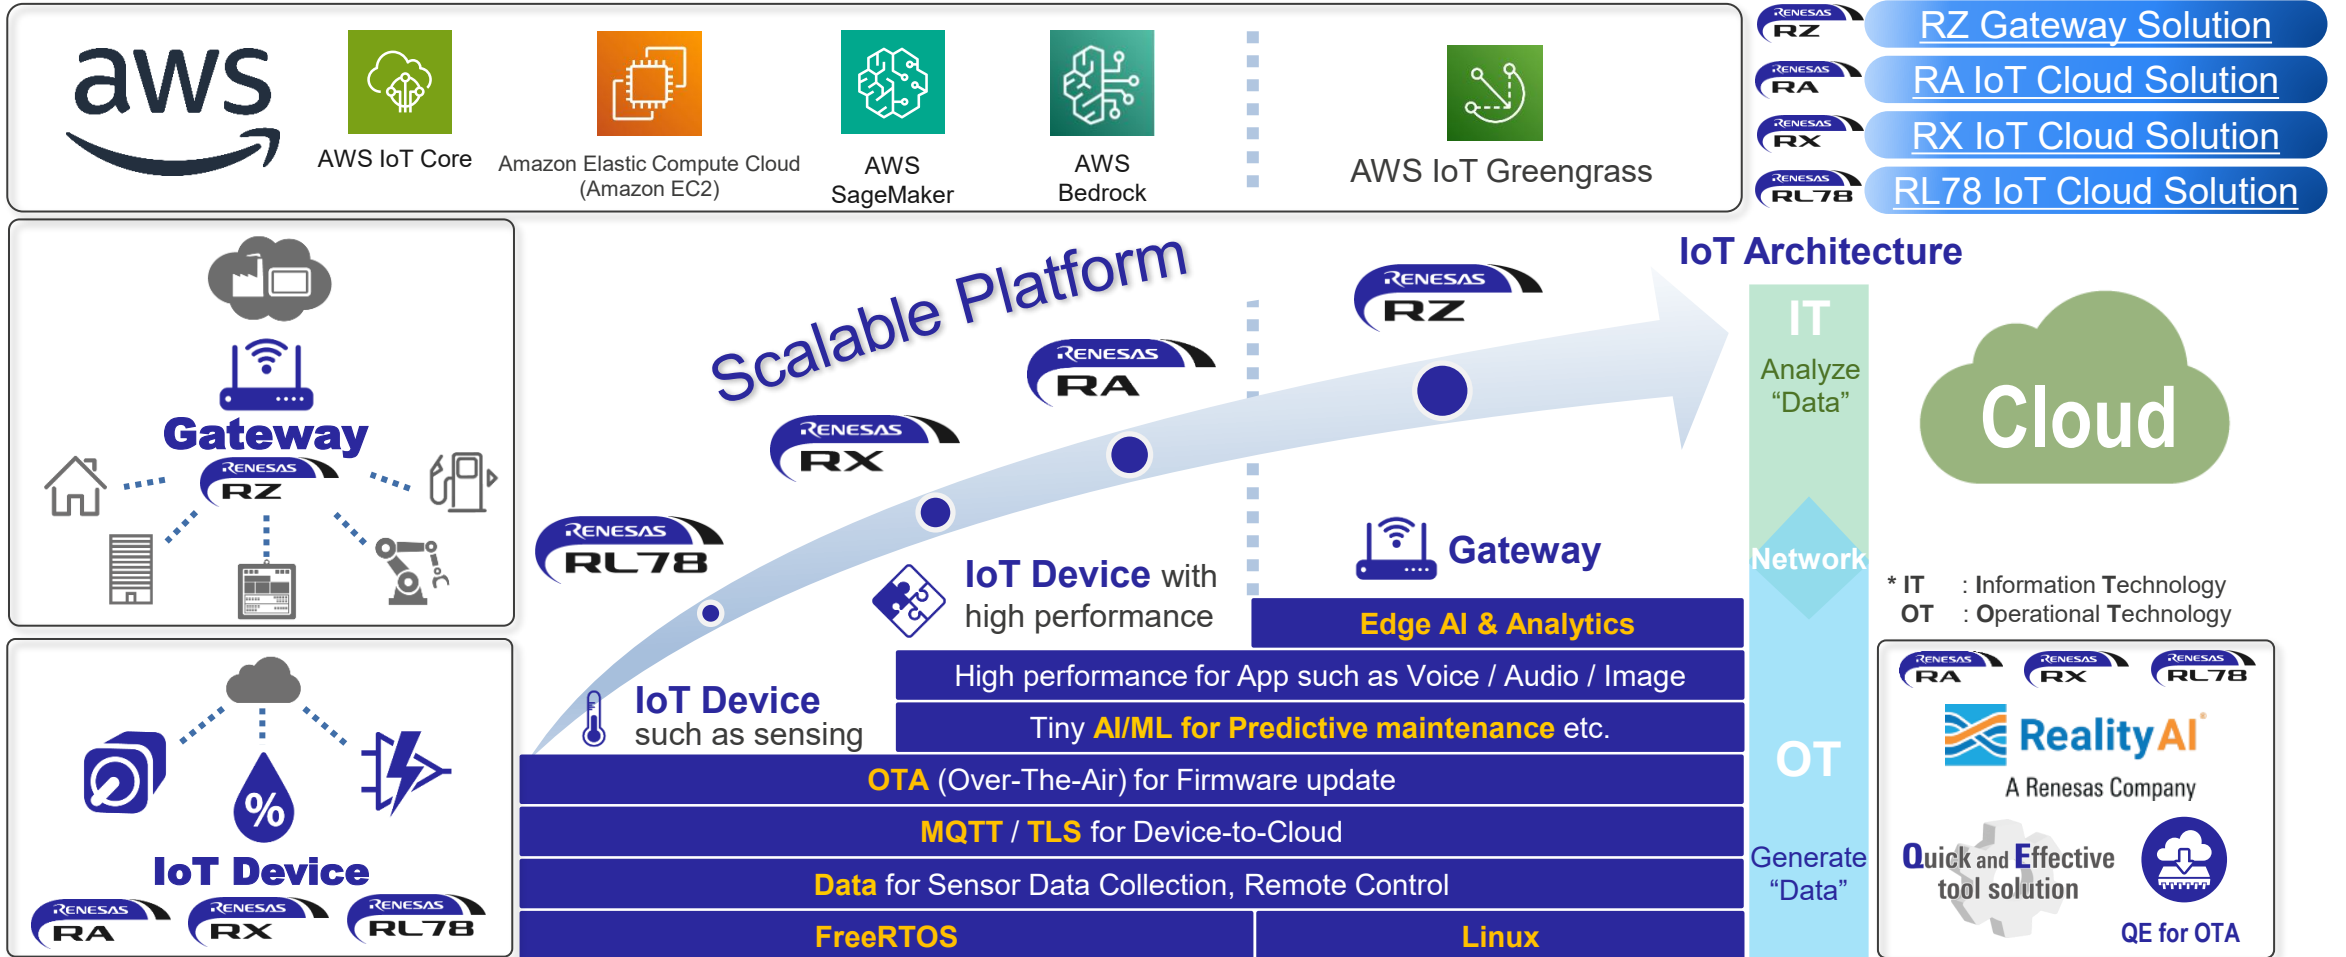 aws
AWS IoT Core
Amazon Elastic Compute Cloud
(Amazon EC2)
AWS
SageMaker
AWS
Bedrock
AWS IoT Greengrass
RENESAS
RZ
RZ Gateway Solution
RENESAS
RA
RA IoT Cloud Solution
RENESAS
RX
RX IoT Cloud Solution
RENESAS
RL78
RL78 IoT Cloud Solution
Gateway
RENESAS
RZ
IoT Device
%
RENESAS
RA
RENESAS
RX
RENESAS
RL78
Scalable Platform
RENESAS
RL78
RENESAS
RX
RENESAS
RA
RENESAS
RZ
IoT Device
such as sensing
IoT Device with
high performance
Gateway
Edge AI & Analytics
High performance for App such as Voice / Audio / Image
Tiny AI/ML for Predictive maintenance etc.
OTA (Over-The-Air) for Firmware update
MQTT / TLS for Device-to-Cloud
Data for Sensor Data Collection, Remote Control
FreeRTOS
Linux
IoT Architecture
IT
Analyze
“Data”
Network
OT
Generate
“Data”
Cloud
* IT : Information Technology
OT : Operational Technology
RENESAS
RA
RENESAS
RX
RENESAS
RL78
Reality AI
A Renesas Company
Quick and Effective
tool solution
QE for OTA